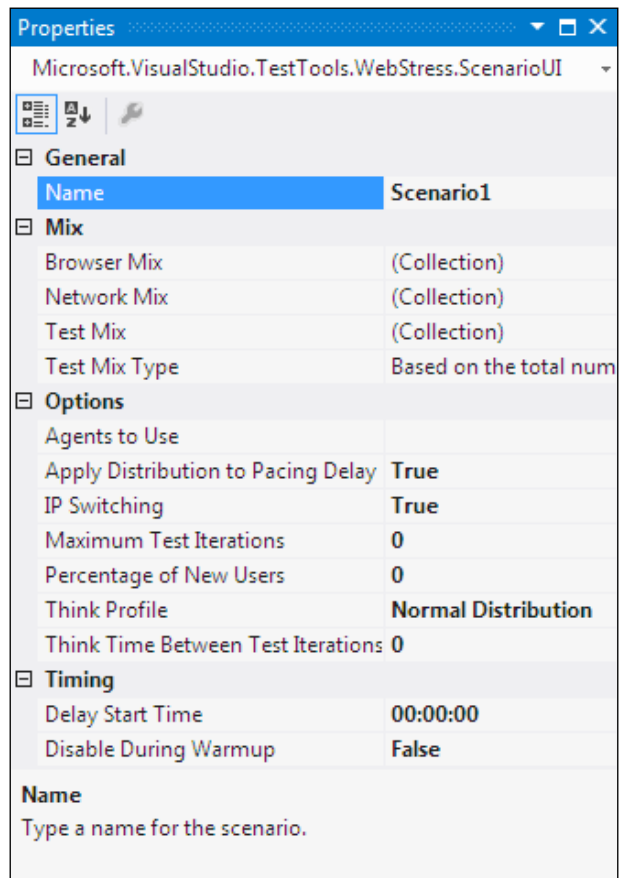 Properties
Microsoft.VisualStudio.TestTools.WebStress.ScenarioUI
General
Name Scenario1
Mix
Browser Mix (Collection)
Network Mix (Collection)
Test Mix (Collection)
Test Mix Type Based on the total num
Options
Agents to Use
Apply Distribution to Pacing Delay True
IP Switching True
Maximum Test Iterations 0
Percentage of New Users 0
Think Profile Normal Distribution
Think Time Between Test Iterations 0
Timing
Delay Start Time 00:00:00
Disable During Warmup False
Name
Type a name for the scenario.